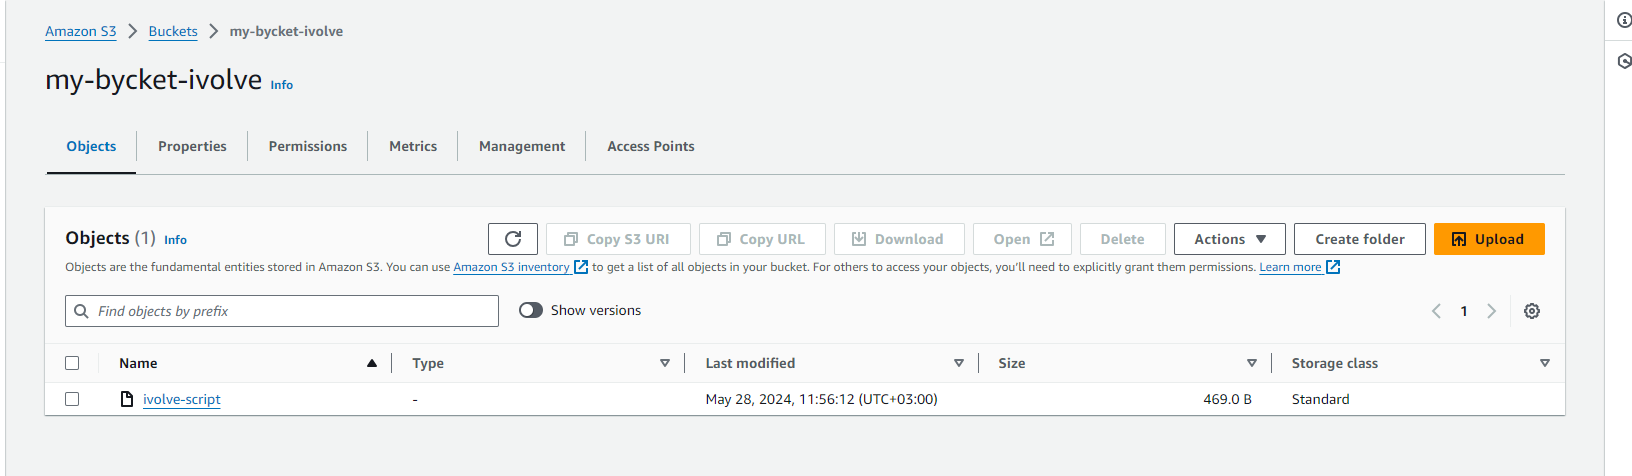 Amazon S3 > Buckets > my-bycket-ivolve
my-bycket-ivolve Info
Objects Properties Permissions Metrics Management Access Points
Objects (1) Info Copy S3 URI Copy URL Download Open Delete Actions Create folder Upload
Objects are the fundamental entities stored in Amazon S3. You can use Amazon S3 inventory to get a list of all objects in your bucket. For others to access your objects, you'll need to explicitly grant them permissions. Learn more
Find objects by prefix Show versions 1
Name Type Last modified Size Storage class
ivolve-script - May 28, 2024, 11:56:12 (UTC+03:00) 469.0 B Standard